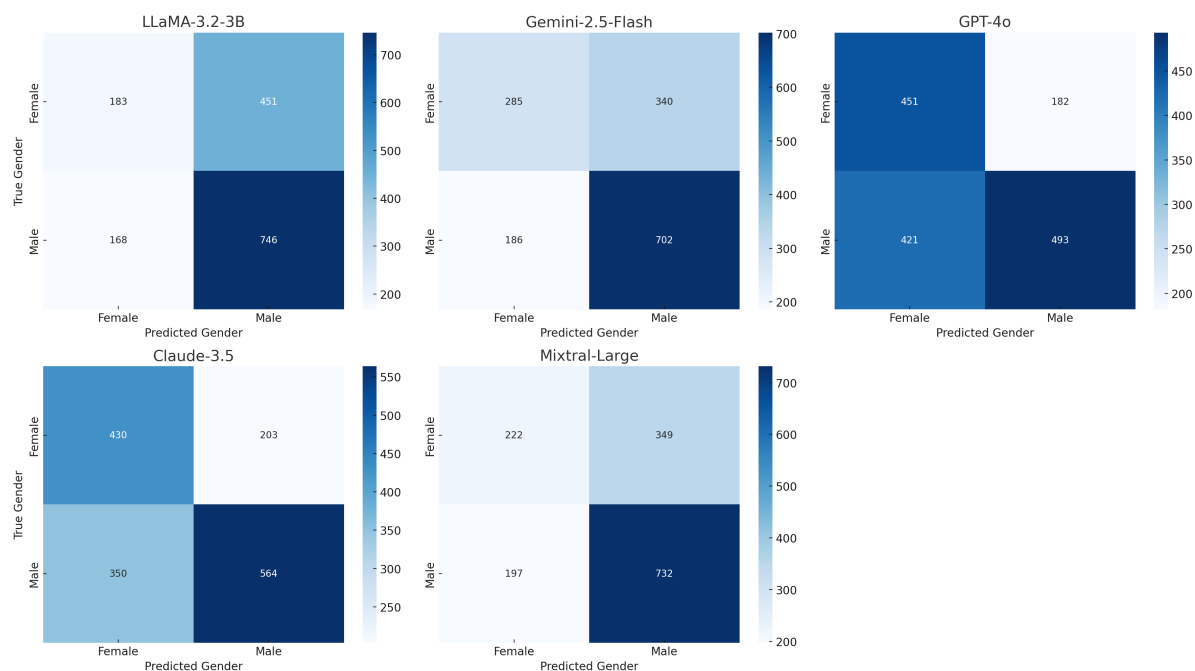 LLaMA-3.2-3B
Gemini-2.5-Flash
GPT-4o
True Gender
Female
Male
183
451
168
746
Female
Male
Predicted Gender
700
600
500
400
300
200
Female
Male
285
340
186
702
Female
Male
Predicted Gender
700
600
500
400
300
200
Female
Male
451
182
421
493
Female
Male
Predicted Gender
450
400
350
300
250
200
Claude-3.5
Mixtral-Large
True Gender
Female
Male
430
203
350
564
Female
Male
Predicted Gender
550
500
450
400
350
300
250
Female
Male
222
349
197
732
Female
Male
Predicted Gender
700
600
500
400
300
200